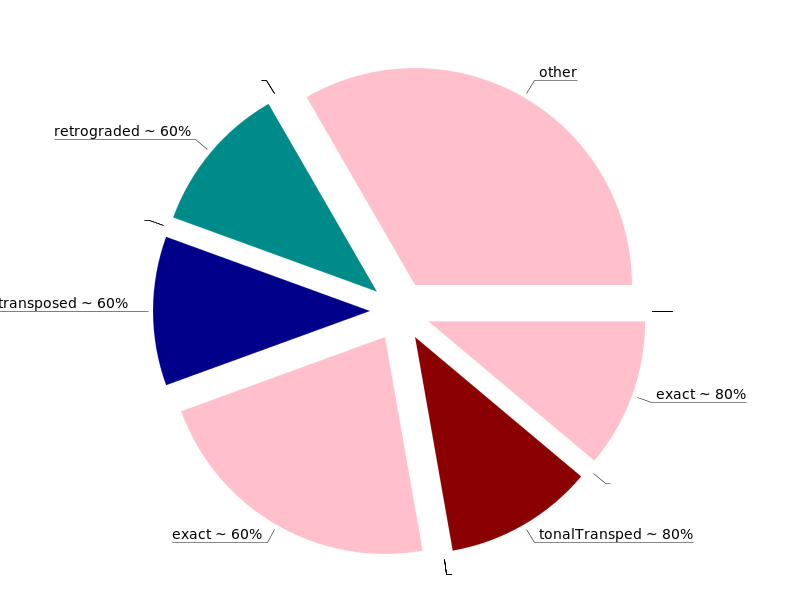 other
retrograded ~ 60%
transposed ~ 60%
exact ~ 80%
exact ~ 60%
tonalTransped ~ 80%